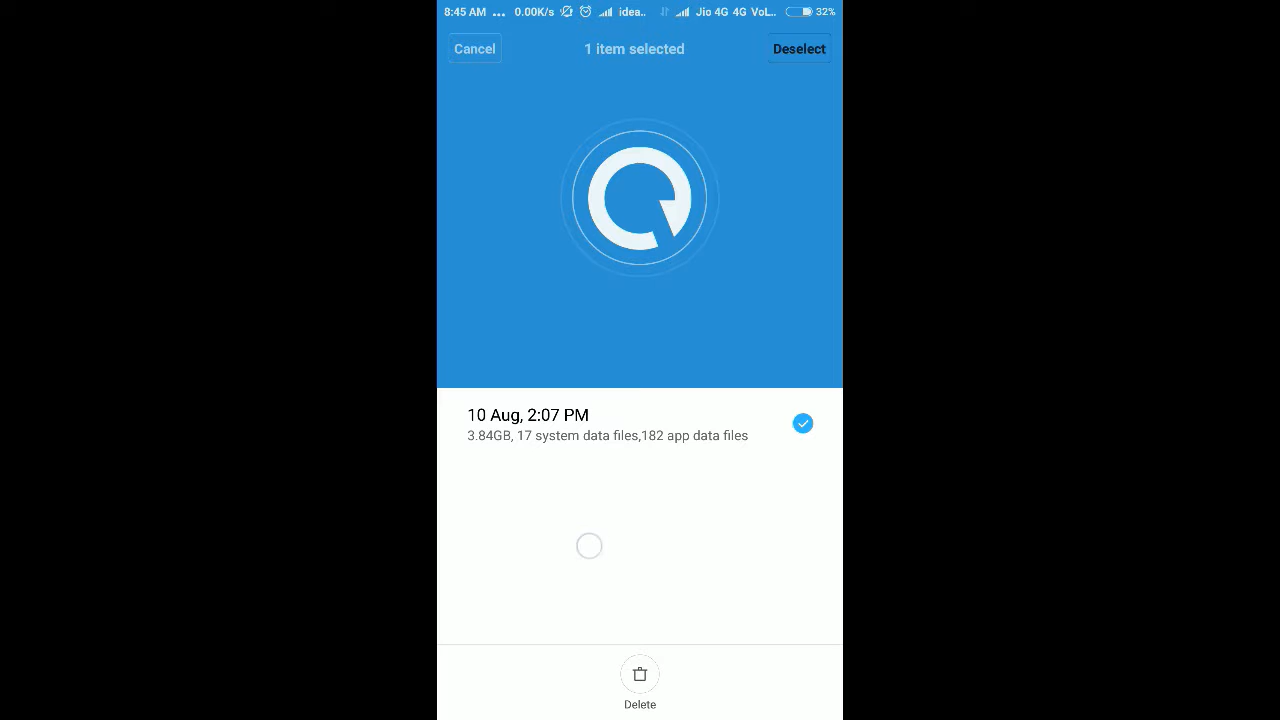 8:45 AM ... 0.00K/s idea.. Jio 4G 4G VoL.. 32%
Cancel 1 item selected Deselect
10 Aug, 2:07 PM
3.84GB, 17 system data files,182 app data files
Delete